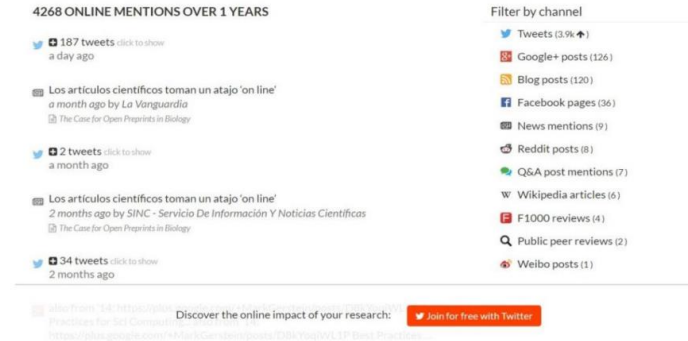 4268 ONLINE MENTIONS OVER 1 YEARS
187 tweets click to show
a day ago
Los artículos científicos toman un atajo 'on line'
a month ago by La Vanguardia
The Case for Open Preprints in Biology
2 tweets click to show
a month ago
Los artículos científicos toman un atajo 'on line'
2 months ago by SINC - Servicio De Información Y Noticias Científicas
The Case for Open Preprints in Biology
34 tweets click to show
2 months ago
Filter by channel
Tweets (3.9k)
Google+ posts (126)
Blog posts (120)
Facebook pages (36)
News mentions (9)
Reddit posts (8)
Q&A post mentions (7)
W Wikipedia articles (6)
F1000 reviews (4)
Public peer reviews (2)
Weibo posts (1)
Discover the online impact of your research:
Join for free with Twitter